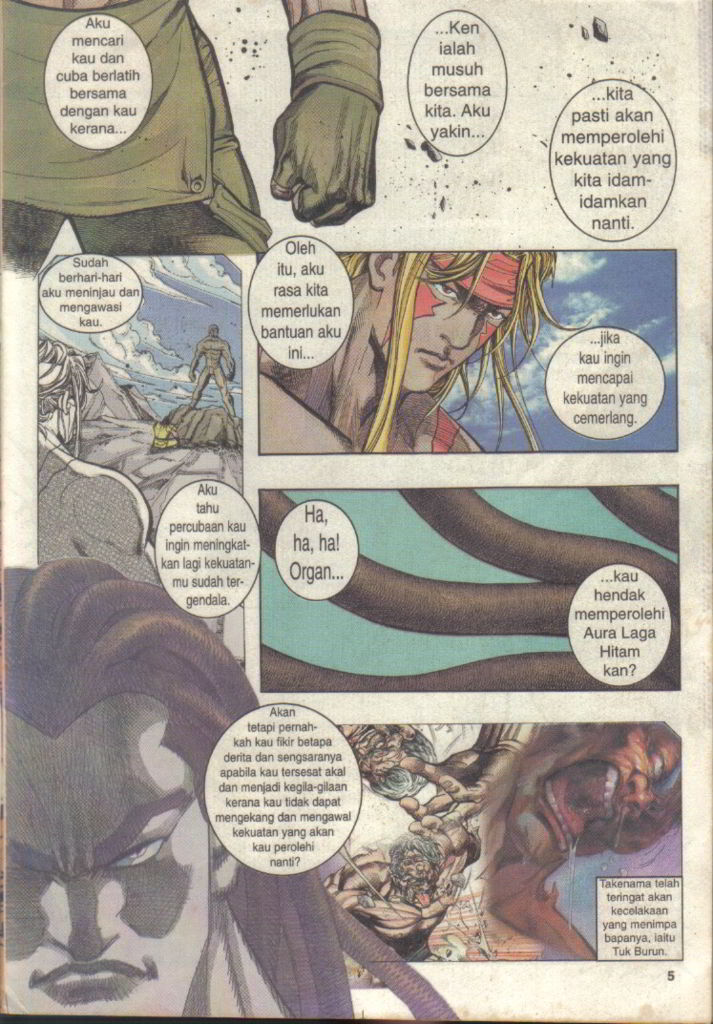 Aku
mencari
kau dan
cuba berlatih
bersama
dengan kau
kerana...
...Ken
ialah
musuh
bersama
kita. Aku
yakin...
...kita
pasti akan
memperolehi
kekuatan yang
kita idam-
idamkan
nanti.
Sudah
berhari-hari
aku meninjau dan
mengawasi
kau.
Oleh
itu, aku
rasa kita
memerlukan
bantuan aku
ini...
...jika
kau ingin
mencapai
kekuatan yang
cemerlang.
Aku
tahu
percubaan kau
ingin meningkat-
kan lagi kekuatan-
mu sudah ter-
gendala.
Ha,
ha, ha!
Organ...
...kau
hendak
memperolehi
Aura Laga
Hitam
kan?
Akan
tetapi pernah-
kah kau fikir betapa
derita dan sengsaranya
apabila kau tersesat akal
dan menjadi kegila-gilaan
kerana kau tidak dapat
mengekang dan mengawal
kekuatan yang akan
kau perolehi
nanti?
Takenama telah
teringat akan
kecelakaan
yang menimpa
bapanya, iaitu
Tuk Burun.
5